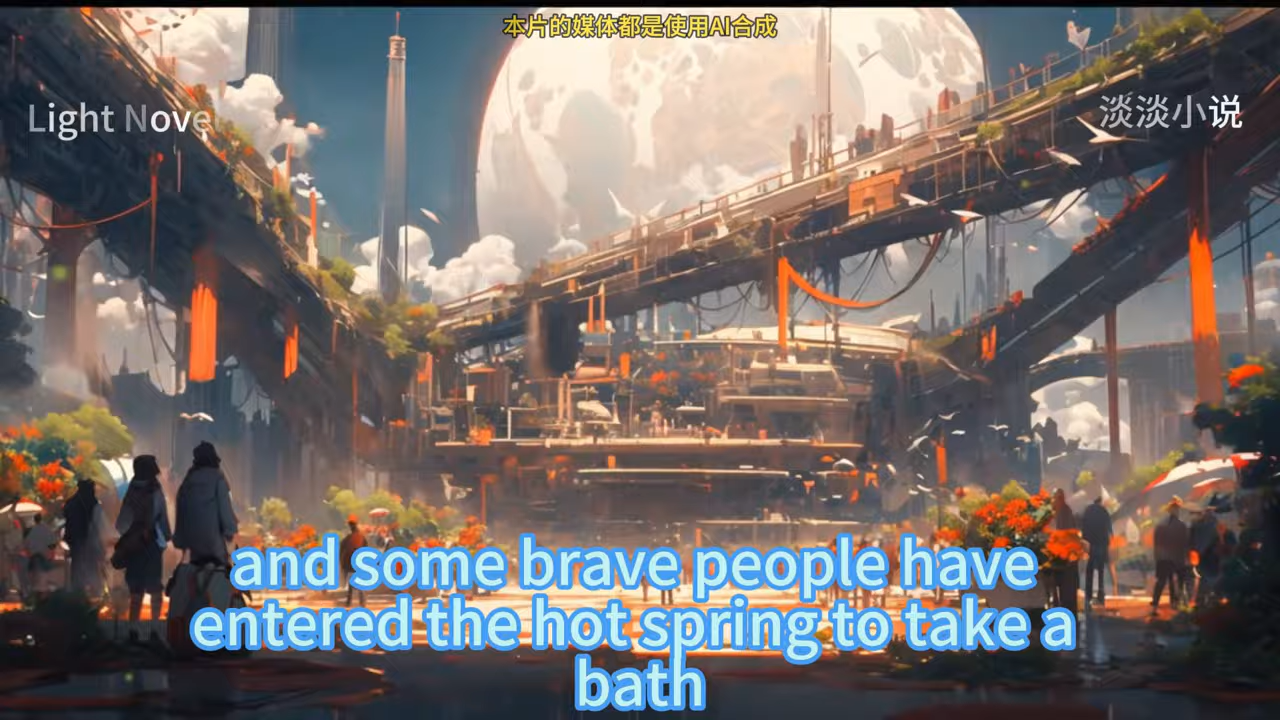 本片的媒体都是使用AI合成
Light Nove
淡淡小说
and some brave people have
entered the hot spring to take a
bath